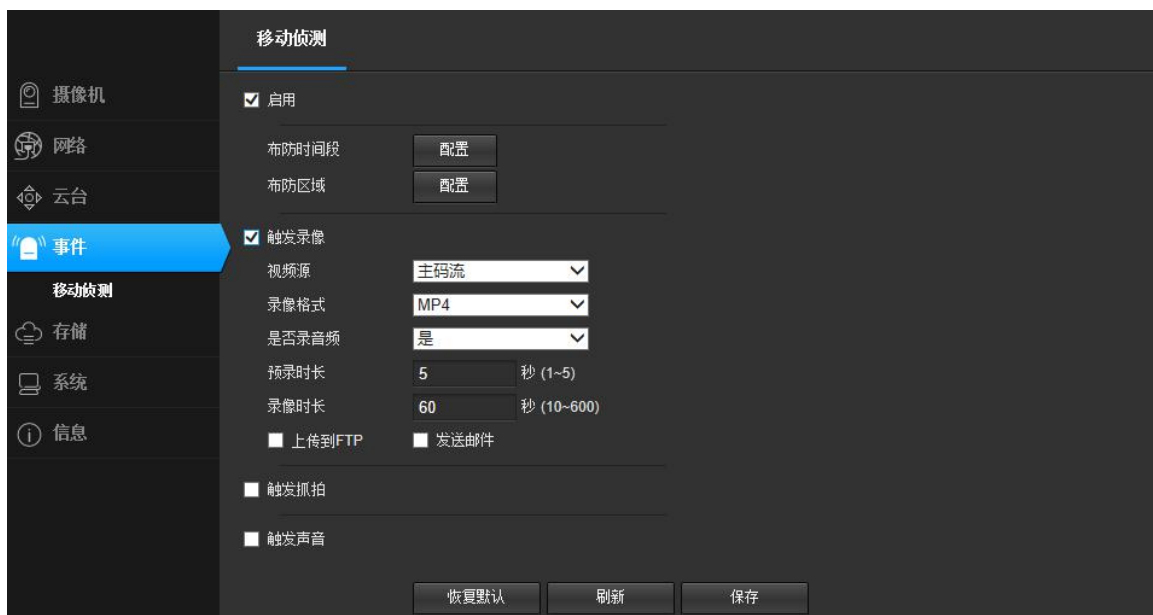 移动侦测
摄像机
网络
云台
事件
移动侦测
存储
系统
信息
启用
布防时间段 配置
布防区域 配置
触发录像
视频源 主码流
录像格式 MP4
是否录音频 是
预录时长 5 秒 (1~5)
录像时长 60 秒 (10~600)
上传到FTP 发送邮件
触发抓拍
触发声音
恢复默认 刷新 保存